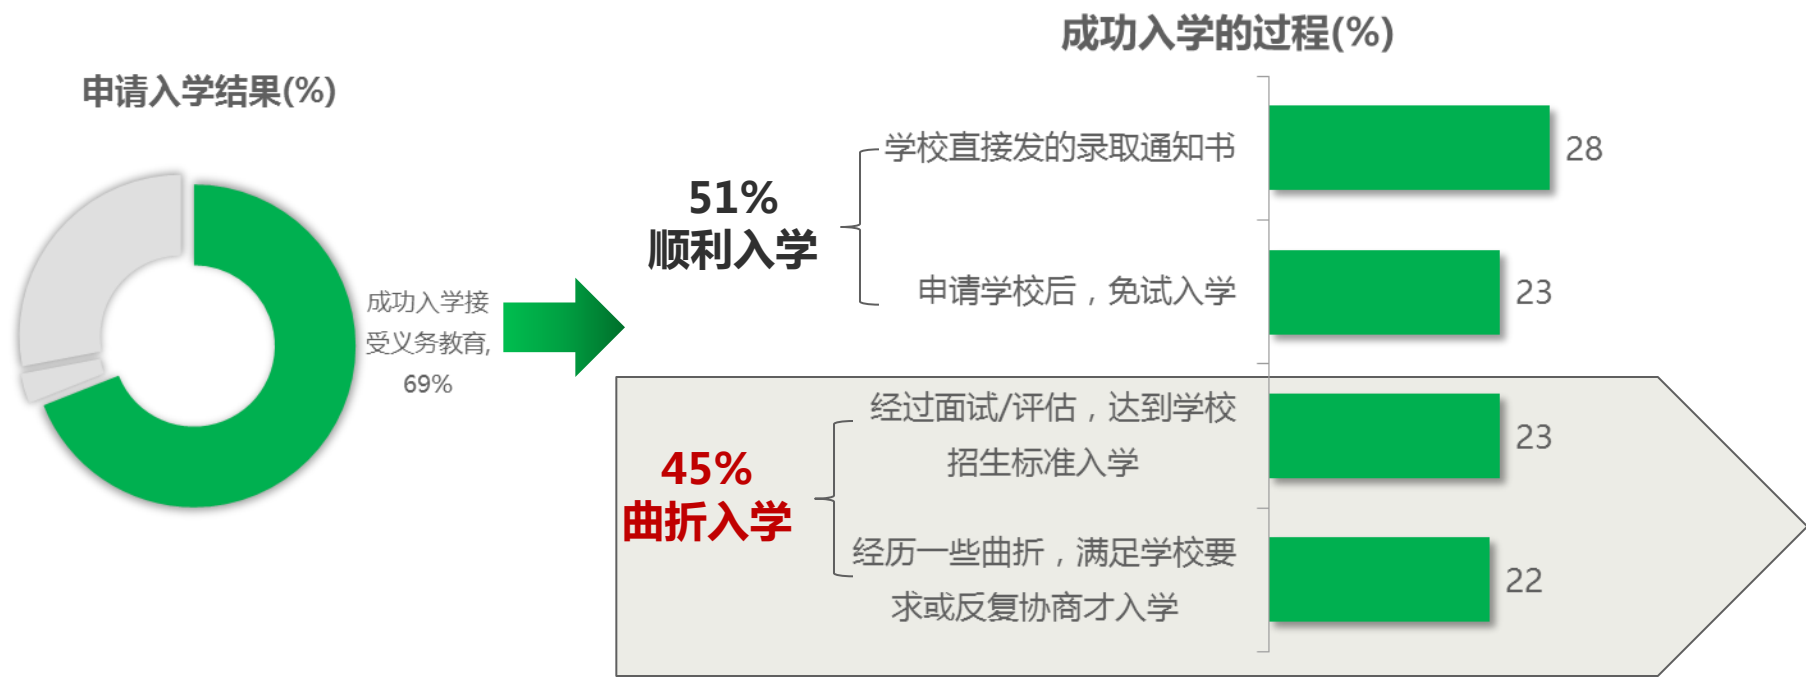 申请入学结果(%)
成功入学接
受义务教育,
69%
成功入学的过程(%)
51%
顺利入学
学校直接发的录取通知书
28
申请学校后，免试入学
23
45%
曲折入学
经过面试/评估，达到学校
招生标准入学
23
经历一些曲折，满足学校要
求或反复协商才入学
22